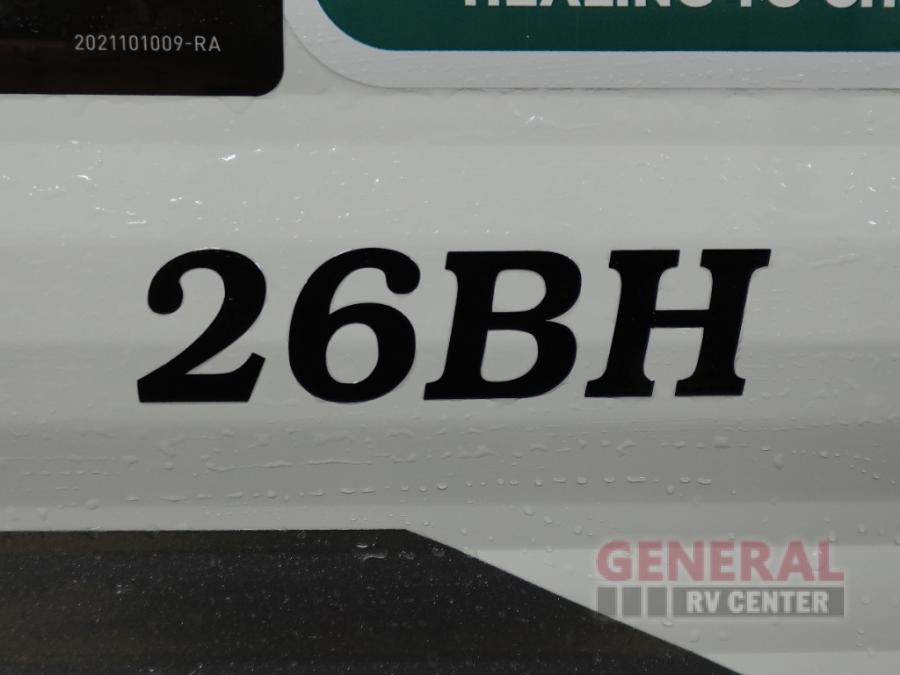 2021101009-RA
26BH
GENERAL
RV CENTER